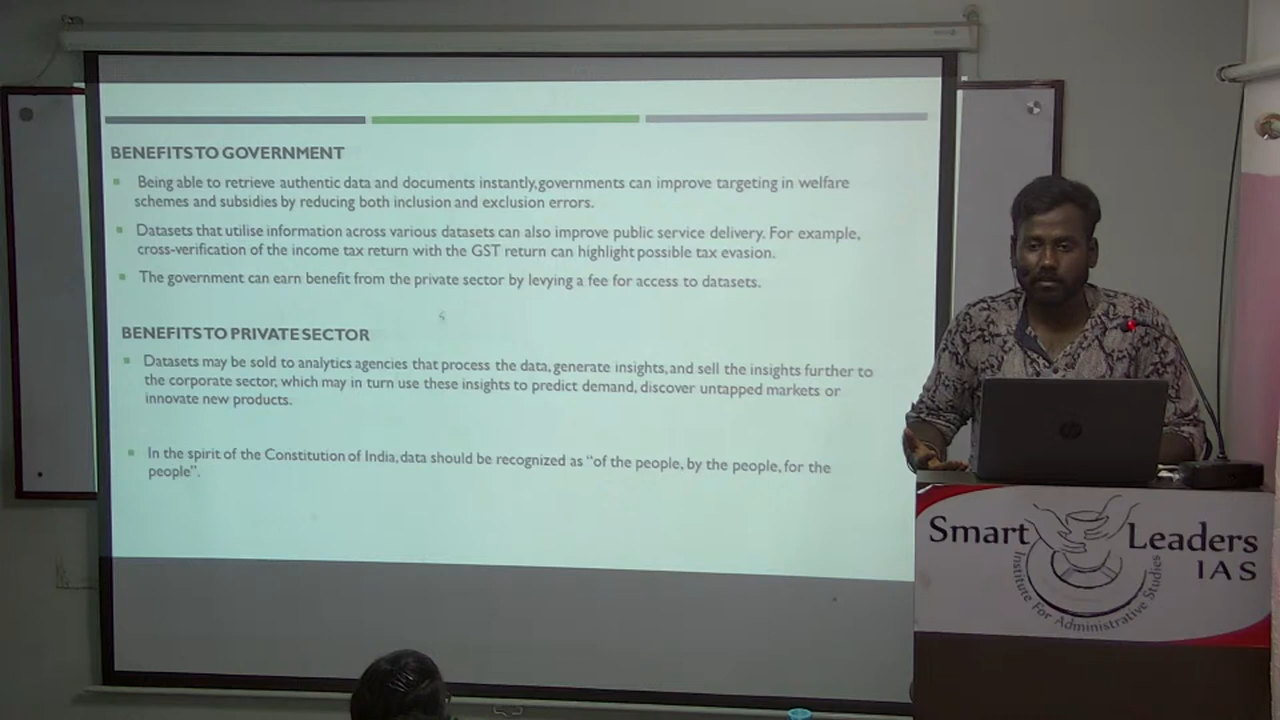 BENEFITS TO GOVERNMENT
Being able to retrieve authentic data and documents instantly, governments can improve targeting in welfare
schemes and subsidies by reducing both inclusion and exclusion errors.
Datasets that utilise information across various datasets can also improve public service delivery. For example,
cross-verification of the income tax return with the GST return can highlight possible tax evasion.
The government can earn benefit from the private sector by levying a fee for access to datasets.
BENEFITS TO PRIVATE SECTOR
Datasets may be sold to analytics agencies that process the data, generate insights, and sell the insights further to
the corporate sector, which may in turn use these insights to predict demand, discover untapped markets or
innovate new products.
In the spirit of the Constitution of India, data should be recognized as “of the people, by the people, for the
people”.
hp
Smart Leaders
IAS
Institute For Administrative Studies